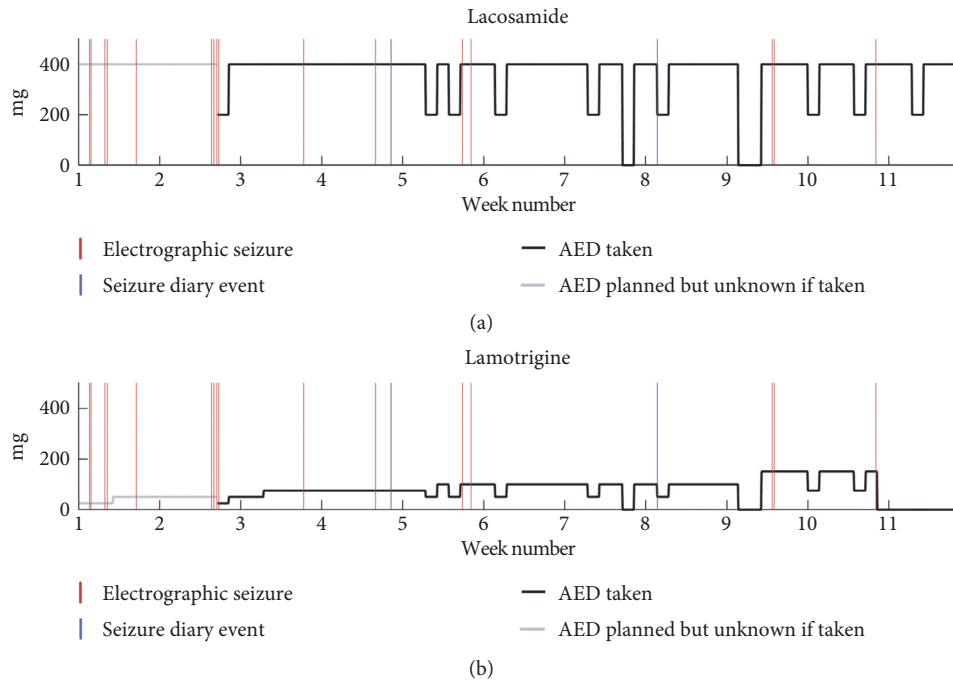 Lacosamide
400
200
0
mg
1 2 3 4 5 6 7 8 9 10 11
Week number
Electrographic seizure
AED taken
Seizure diary event
AED planned but unknown if taken
(a)
Lamotrigine
400
200
0
mg
1 2 3 4 5 6 7 8 9 10 11
Week number
Electrographic seizure
AED taken
Seizure diary event
AED planned but unknown if taken
(b)